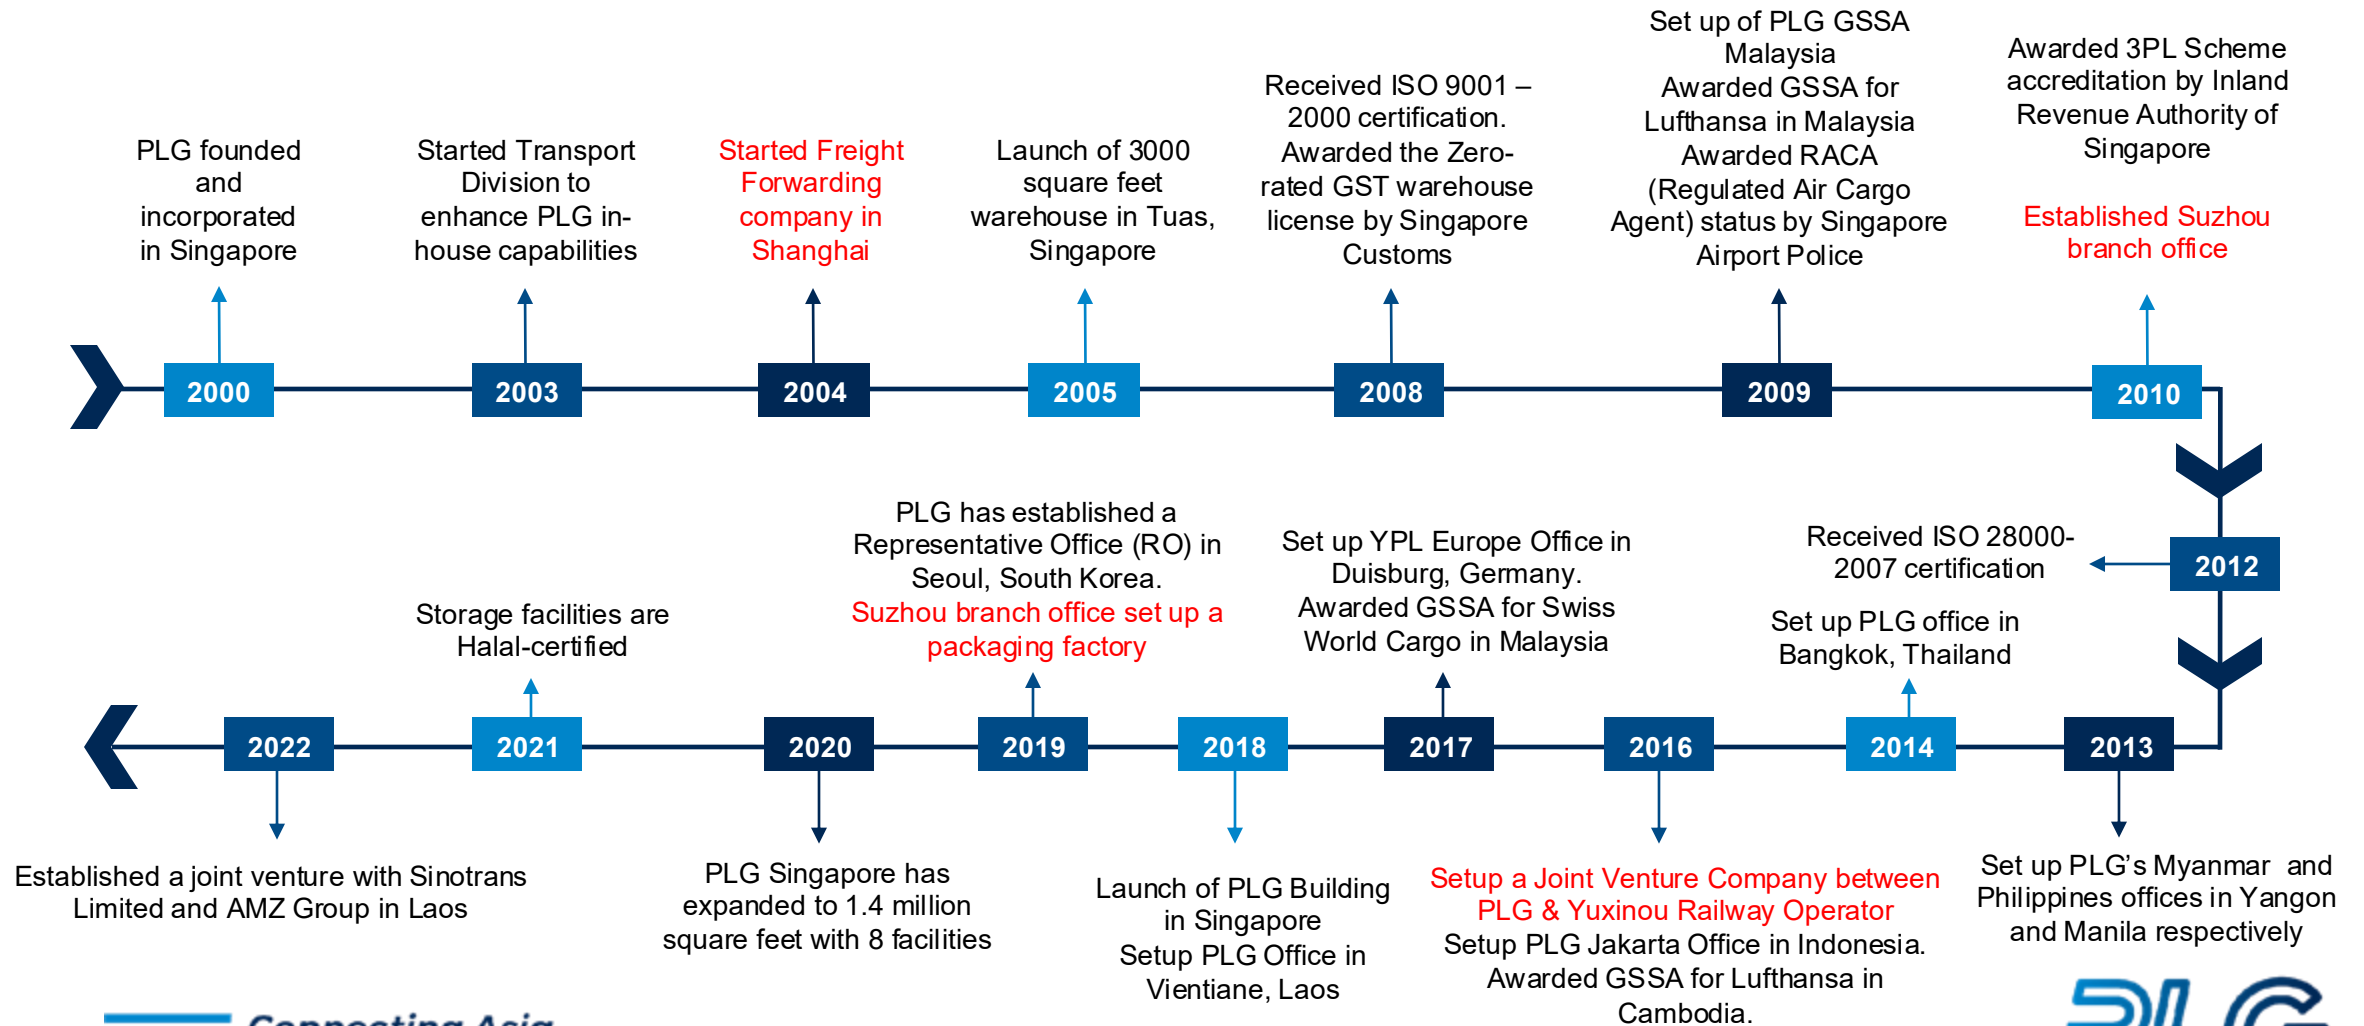 PLG founded
and
incorporated
in Singapore
Started Transport
Division to
enhance PLG in-
house capabilities
Started Freight
Forwarding
company in
Shanghai
Launch of 3000
square feet
warehouse in Tuas,
Singapore
Received ISO 9001 –
2000 certification.
Awarded the Zero-
rated GST warehouse
license by Singapore
Customs
Set up of PLG GSSA
Malaysia
Awarded GSSA for
Lufthansa in Malaysia
Awarded RACA
(Regulated Air Cargo
Agent) status by Singapore
Airport Police
Awarded 3PL Scheme
accreditation by Inland
Revenue Authority of
Singapore
Established Suzhou
branch office
2000
2003
2004
2005
2008
2009
2010
Received ISO 28000-
2007 certification
2012
Storage facilities are
Halal-certified
PLG has established a
Representative Office (RO) in
Seoul, South Korea.
Suzhou branch office set up a
packaging factory
Set up YPL Europe Office in
Duisburg, Germany.
Awarded GSSA for Swiss
World Cargo in Malaysia
Set up PLG office in
Bangkok, Thailand
2022
2021
2020
2019
2018
2017
2016
2014
2013
Established a joint venture with Sinotrans
Limited and AMZ Group in Laos
PLG Singapore has
expanded to 1.4 million
square feet with 8 facilities
Launch of PLG Building
in Singapore
Setup PLG Office in
Vientiane, Laos
Setup a Joint Venture Company between
PLG & Yuxinou Railway Operator
Setup PLG Jakarta Office in Indonesia.
Awarded GSSA for Lufthansa in
Cambodia.
Set up PLG's Myanmar and
Philippines offices in Yangon
and Manila respectively
Connecting Asia
PLG